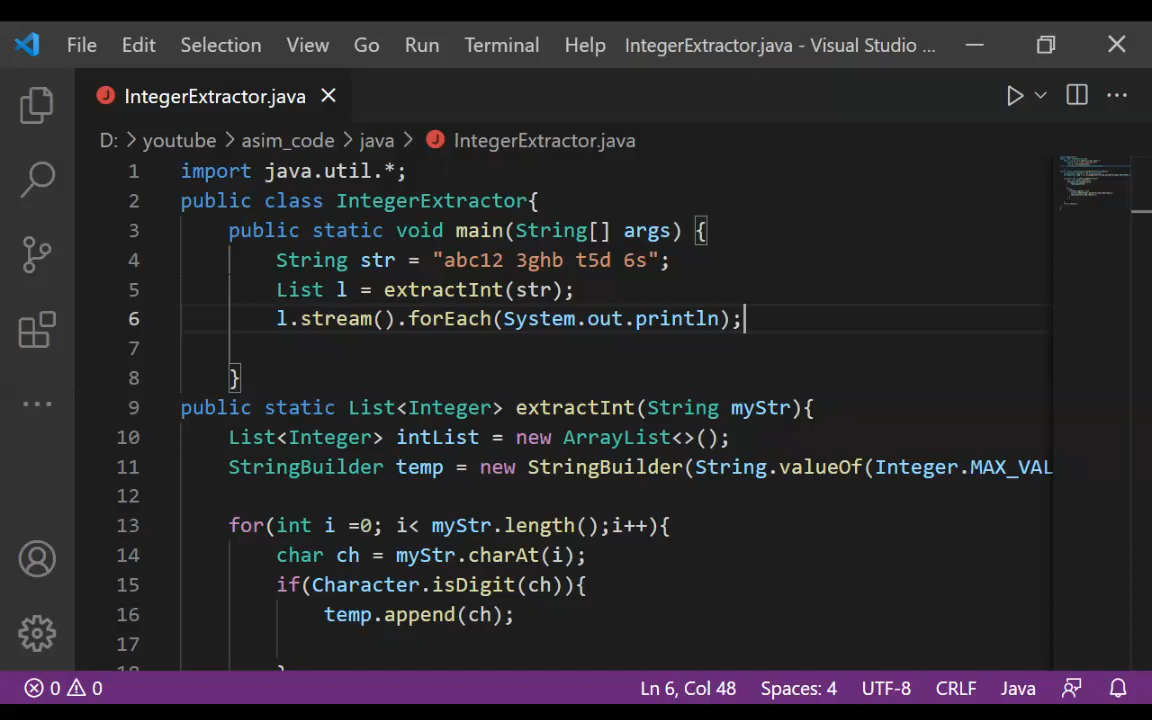 File Edit Selection View Go Run Terminal Help IntegerExtractor.java - Visual Studio ...
IntegerExtractor.java
D: > youtube > asim_code > java > IntegerExtractor.java
1 import java.util.*;
2 public class IntegerExtractor{
3 public static void main(String[] args) {
4 String str = "abc12 3ghb t5d 6s";
5 List l = extractInt(str);
6 l.stream().forEach(System.out.println);
7
8 }
9 public static List<Integer> extractInt(String myStr){
10 List<Integer> intList = new ArrayList<>();
11 StringBuilder temp = new StringBuilder(String.valueOf(Integer.MAX_VAL
12
13 for(int i =0; i< myStr.length();i++){
14 char ch = myStr.charAt(i);
15 if(Character.isDigit(ch)){
16 temp.append(ch);
17
0 0 Ln 6, Col 48 Spaces: 4 UTF-8 CRLF Java